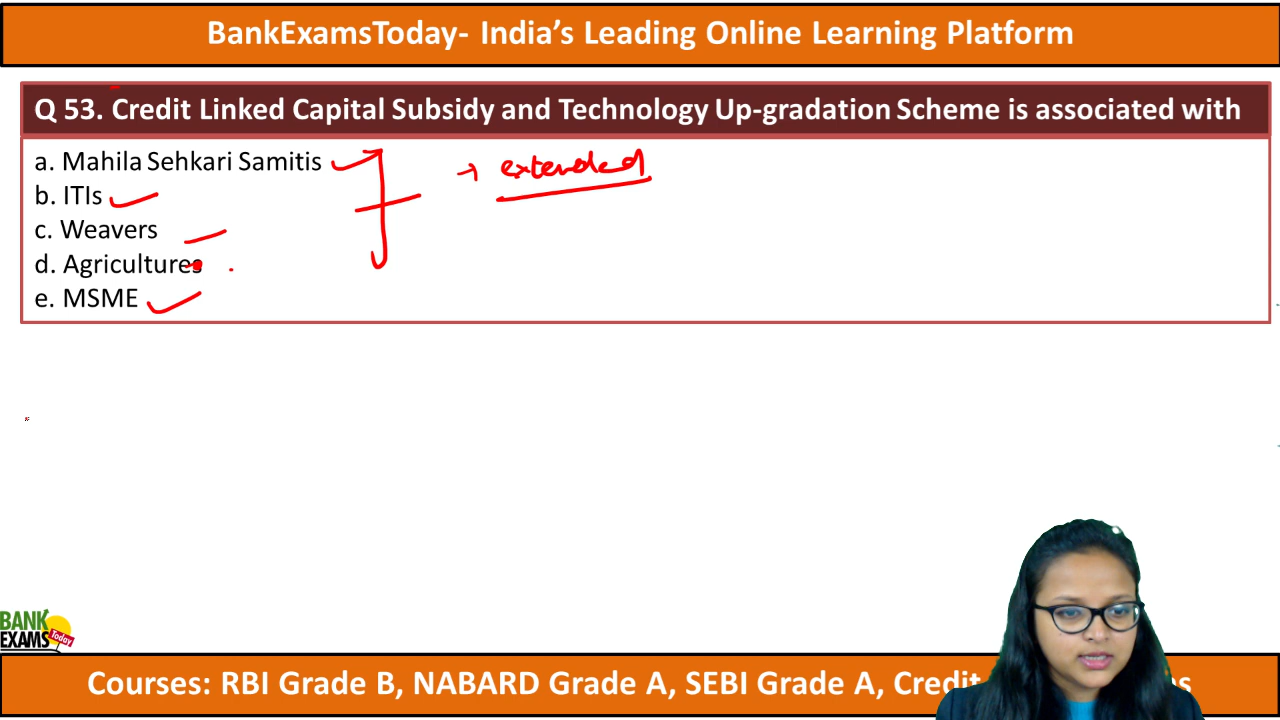 BankExamsToday- India's Leading Online Learning Platform
Q 53. Credit Linked Capital Subsidy and Technology Up-gradation Scheme is associated with
a. Mahila Sehkari Samitis
b. ITIs
c. Weavers
d. Agricultures
e. MSME
→ extended
BANK
EXAMS Today
Courses: RBI Grade B, NABARD Grade A, SEBI Grade A, Credit